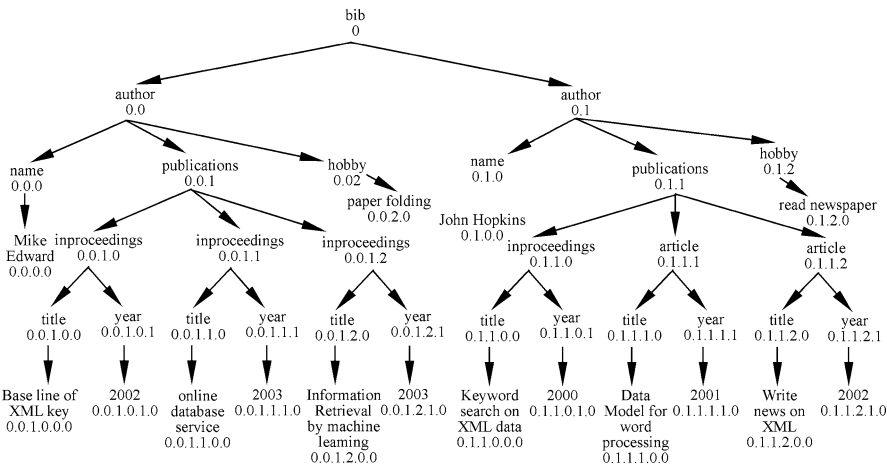 bib
0
author
0.0
author
0.1
name
0.0.0
publications
0.0.1
hobby
0.02
name
0.1.0
publications
0.1.1
hobby
0.1.2
paper folding
0.0.2.0
read newspaper
0.1.2.0
Mike
Edward
0.0.0.0
John Hopkins
0.1.0.0
inproceedings
0.0.1.0
inproceedings
0.0.1.1
inproceedings
0.0.1.2
inproceedings
0.1.1.0
article
0.1.1.1
article
0.1.1.2
title
0.0.1.0.0
year
0.0.1.0.1
title
0.0.1.1.0
year
0.0.1.1.1
title
0.0.1.2.0
year
0.0.1.2.1
title
0.1.1.0.0
year
0.1.1.0.1
title
0.1.1.1.0
year
0.1.1.1.1
title
0.1.1.2.0
year
0.1.1.2.1
Base line of
XML key
0.0.1.0.0.0
2002
0.0.1.0.1.0
online
database
service
0.0.1.1.0.0
2003
0.0.1.1.1.0
Information
Retrieval
by machine
leaming
0.0.1.2.0.0
2003
0.0.1.2.1.0
Keyword
search on
XML data
0.1.1.0.0.0
2000
0.1.1.0.1.0
Data
Model for
word
processing
0.1.1.1.0.0
2001
0.1.1.1.1.0
Write
news on
XML
0.1.1.2.0.0
2002
0.1.1.2.1.0